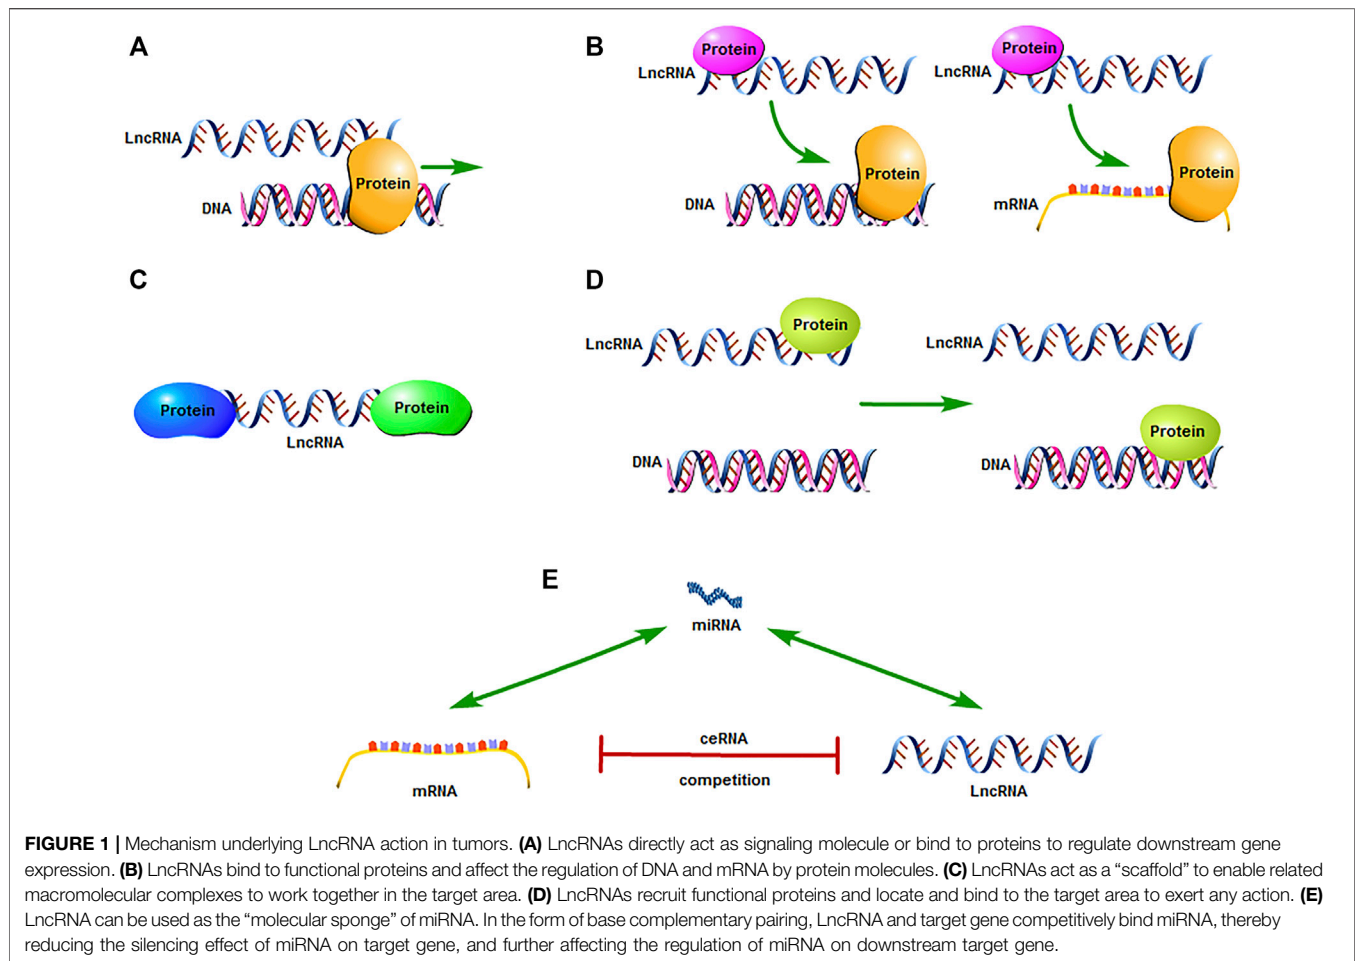 A
LncRNA
Protein
DNA
B
Protein
LncRNA
Protein
DNA
Protein
LncRNA
Protein
mRNA
C
Protein
Protein
LncRNA
D
Protein
LncRNA
DNA
LncRNA
Protein
DNA
E
miRNA
mRNA
ceRNA
competition
LncRNA
FIGURE 1 | Mechanism underlying LncRNA action in tumors. (A) LncRNAs directly act as signaling molecule or bind to proteins to regulate downstream gene
expression. (B) LncRNAs bind to functional proteins and affect the regulation of DNA and mRNA by protein molecules. (C) LncRNAs act as a “scaffold” to enable related
macromolecular complexes to work together in the target area. (D) LncRNAs recruit functional proteins and locate and bind to the target area to exert any action. (E)
LncRNA can be used as the “molecular sponge” of miRNA. In the form of base complementary pairing, LncRNA and target gene competitively bind miRNA, thereby
reducing the silencing effect of miRNA on target gene, and further affecting the regulation of miRNA on downstream target gene.